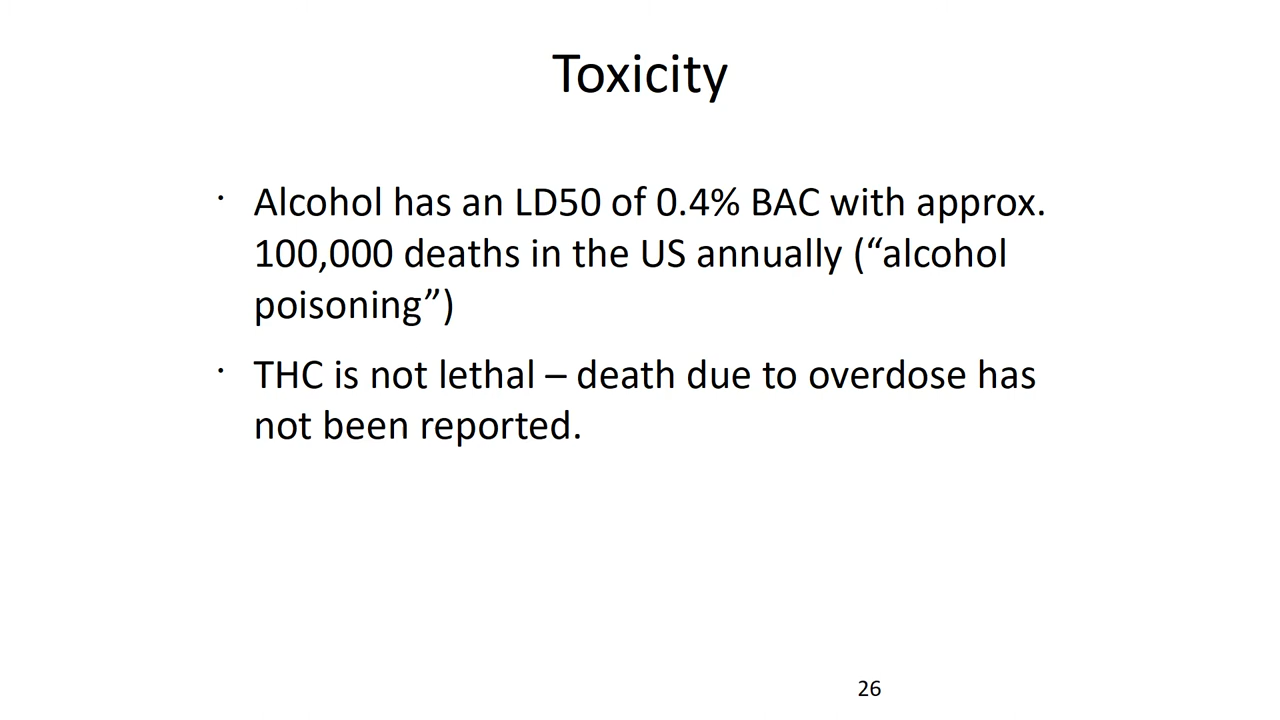 Toxicity
· Alcohol has an LD50 of 0.4% BAC with approx.
100,000 deaths in the US annually (“alcohol
poisoning”)
· THC is not lethal – death due to overdose has
not been reported.
26